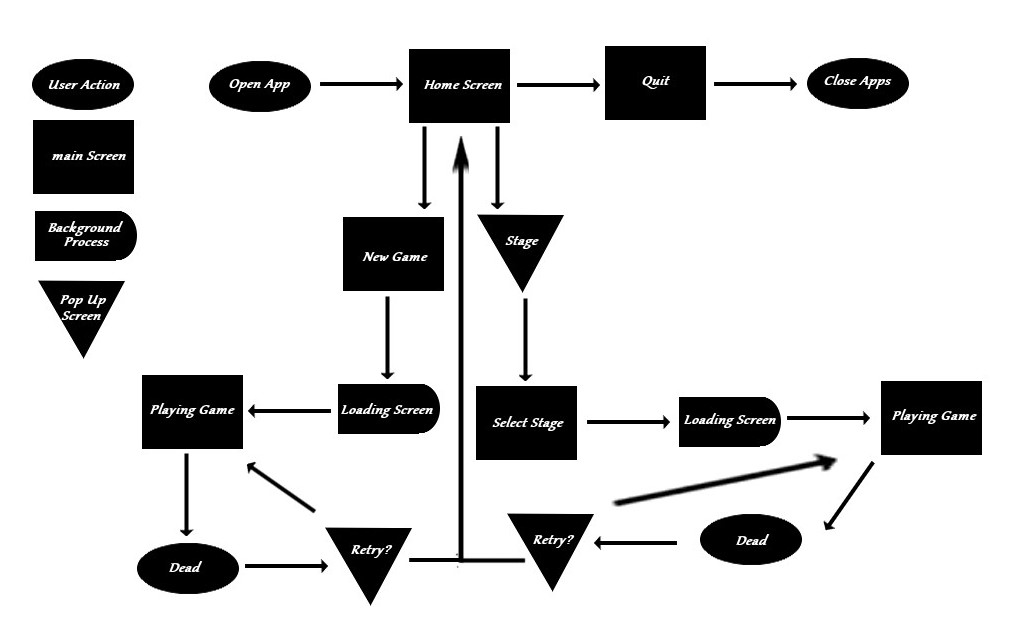 User Action
main Screen
Background
Process
Pop Up
Screen
Open App
Home Screen
Quit
Close Apps
New Game
Stage
Playing Game
Loading Screen
Select Stage
Loading Screen
Playing Game
Dead
Retry?
Retry?
Dead